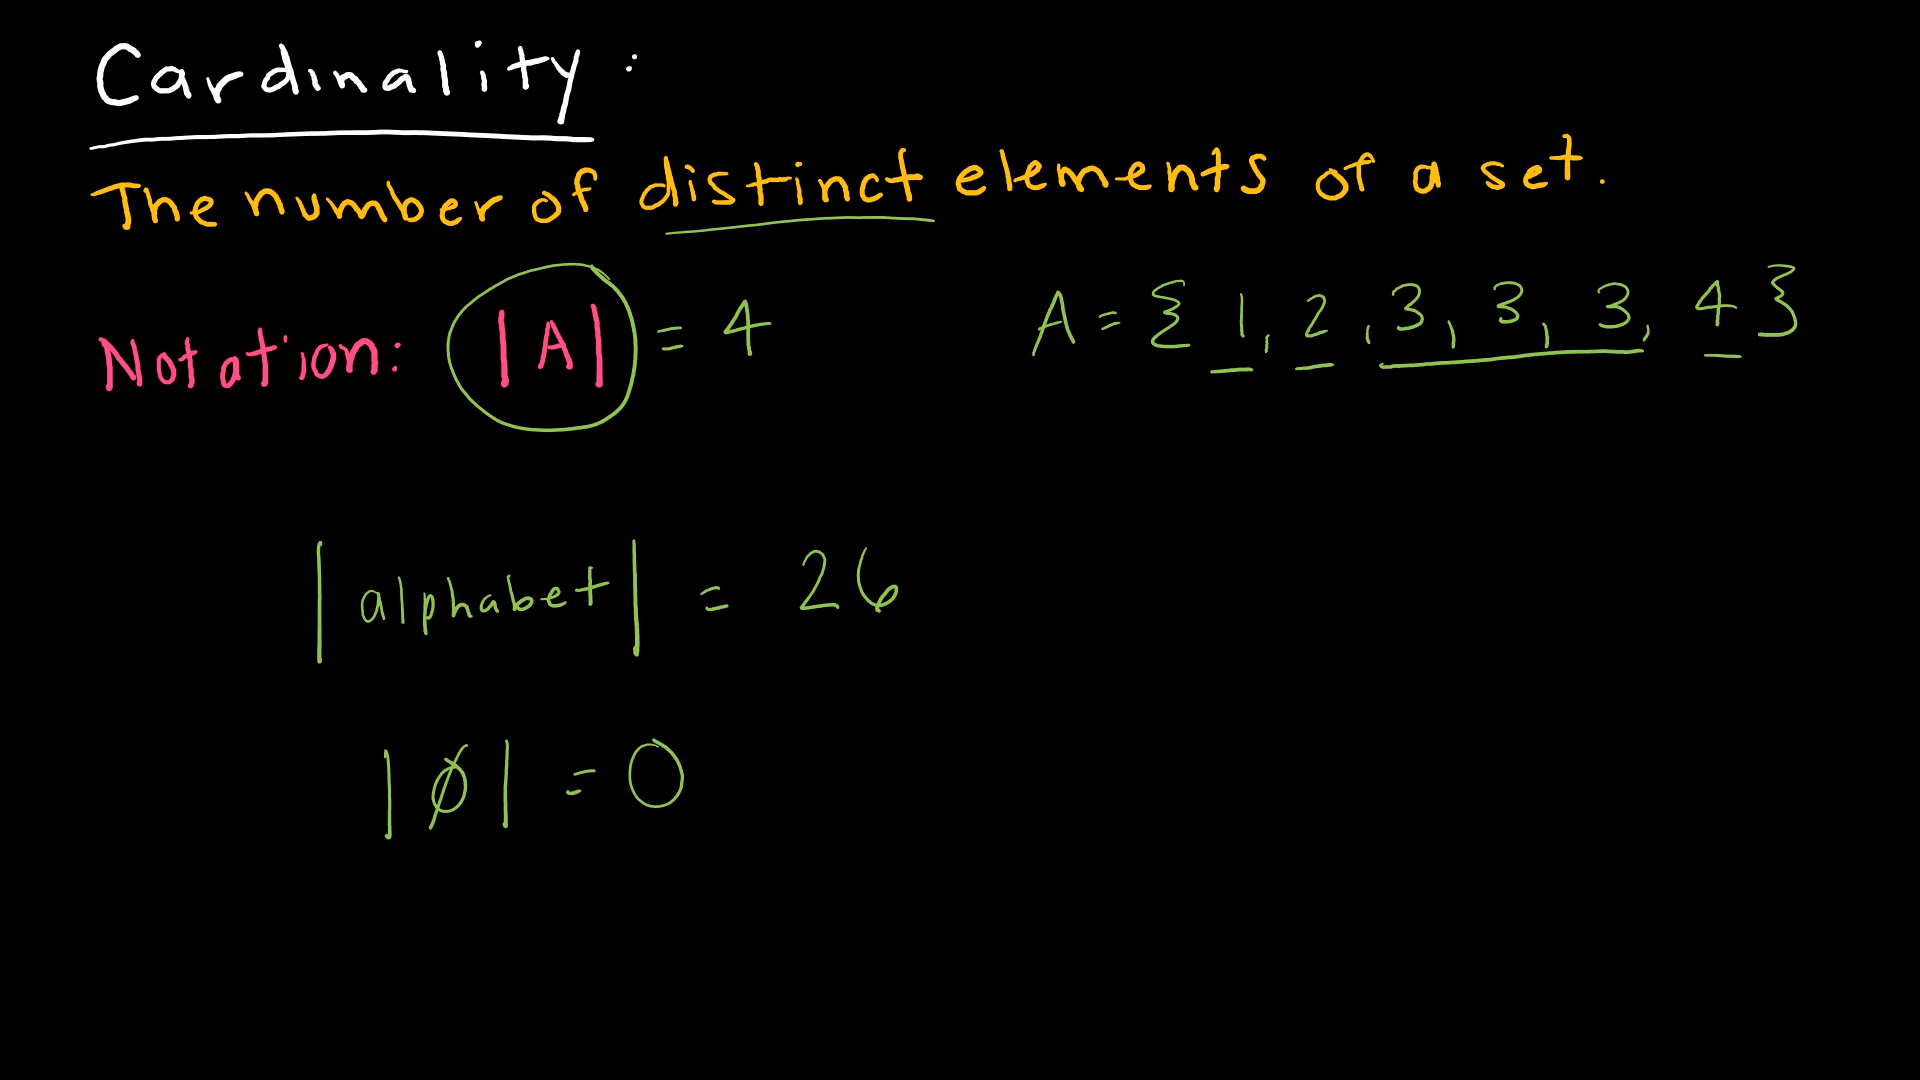 Cardinality:
The number of distinct elements of a set.
Notation: |A| = 4
A = { 1, 2, 3, 3, 3, 4 }
|alphabet| = 26
|Ø| = 0